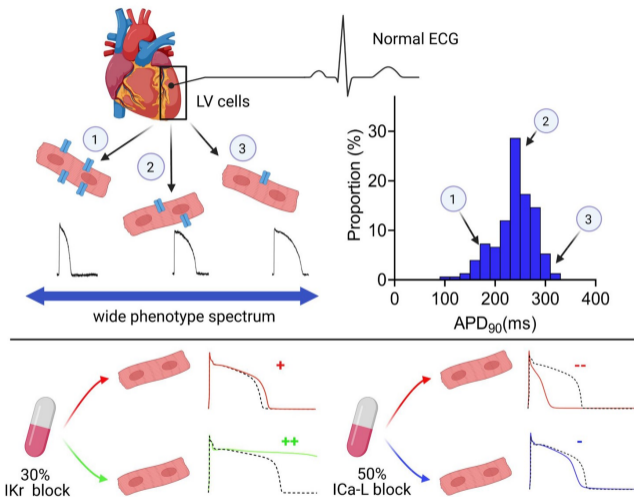 Normal ECG
LV cells
1
2
3
wide phenotype spectrum
Proportion (%)
30
20
10
0
0 100 200 300 400
APD90(ms)
1
2
3
30%
IKr block
+
++
50%
ICa-L block
--
-